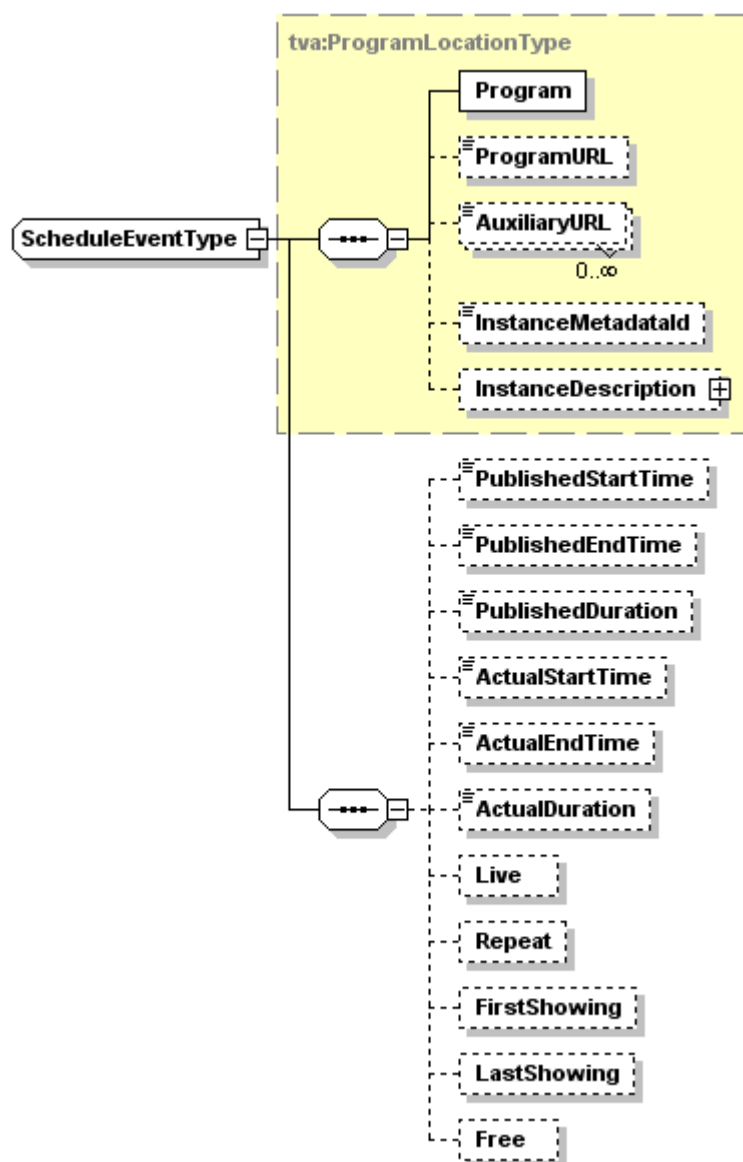 tva:ProgramLocationType
Program
ProgramURL
ScheduleEventType
AuxiliaryURL
0..∞
InstanceMetadataId
InstanceDescription
PublishedStartTime
PublishedEndTime
PublishedDuration
ActualStartTime
ActualEndTime
ActualDuration
Live
Repeat
FirstShowing
LastShowing
Free